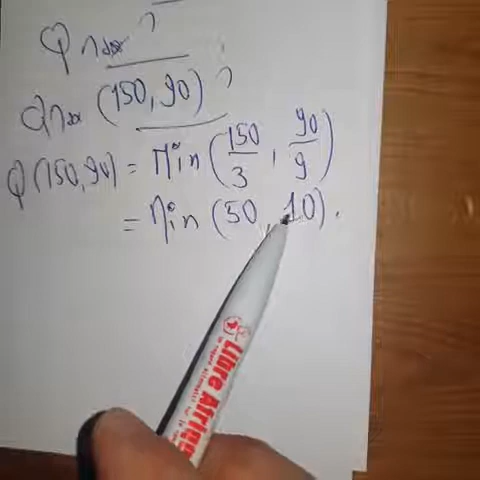 Q max ?
Q max (150, 90) ?
Q(150,90) = Min (150/3, 90/9)
= Min (50, 10).
Libre Afrique